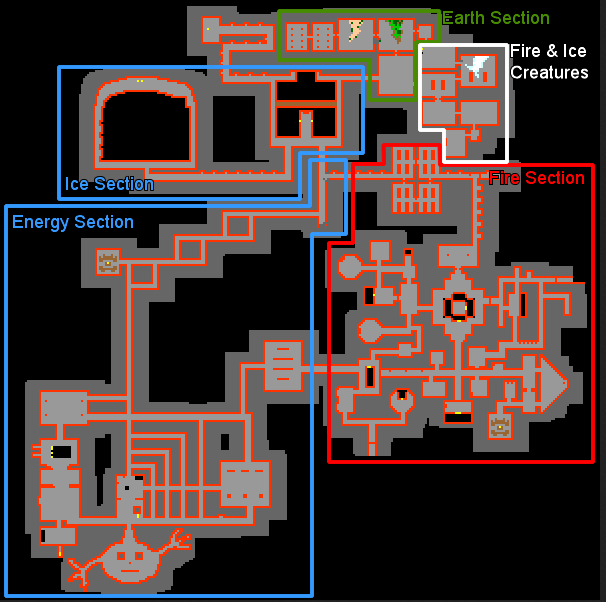 Earth Section
Fire & Ice
Creatures
Ice Section
Fire Section
Energy Section